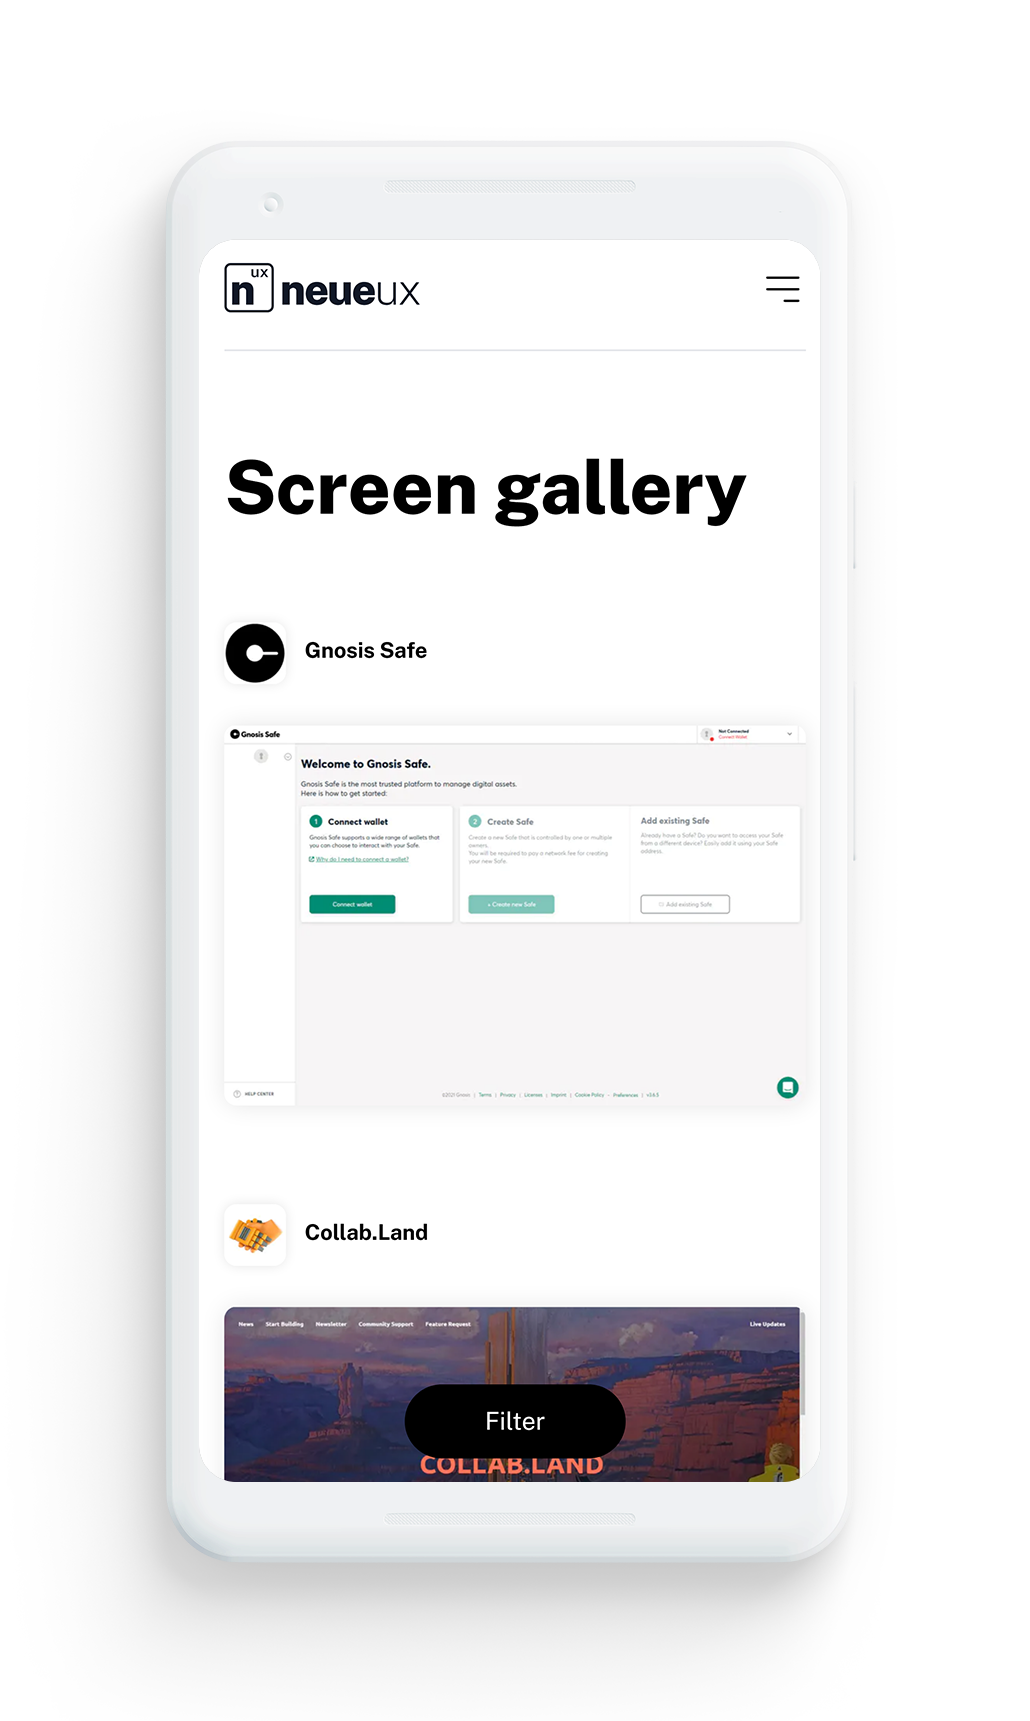 n ux neueux
Screen gallery
Gnosis Safe
Gnosis Safe
Not Connected
Connect Wallet
Welcome to Gnosis Safe.
Gnosis Safe is the most trusted platform to manage digital assets.
Here is how to get started:
1 Connect wallet
Gnosis Safe supports a wide range of wallets that
you can choose to interact with your Safe.
Why do I need to connect a wallet?
Connect wallet
2 Create Safe
Create a new Safe that is controlled by one or multiple
owners.
You will be required to pay a network fee for creating
your new Safe.
+ Create new Safe
Add existing Safe
Already have a Safe? Do you want to access your Safe
from a different device? Easily add it using your Safe
address.
Add existing Safe
HELP CENTER
©2021 Gnosis | Terms | Privacy | Licenses | Imprint | Cookie Policy - Preferences | v3.6.5
Collab.Land
News Start Building Newsletter Community Support Feature Request Live Updates
Filter
COLLAB.LAND